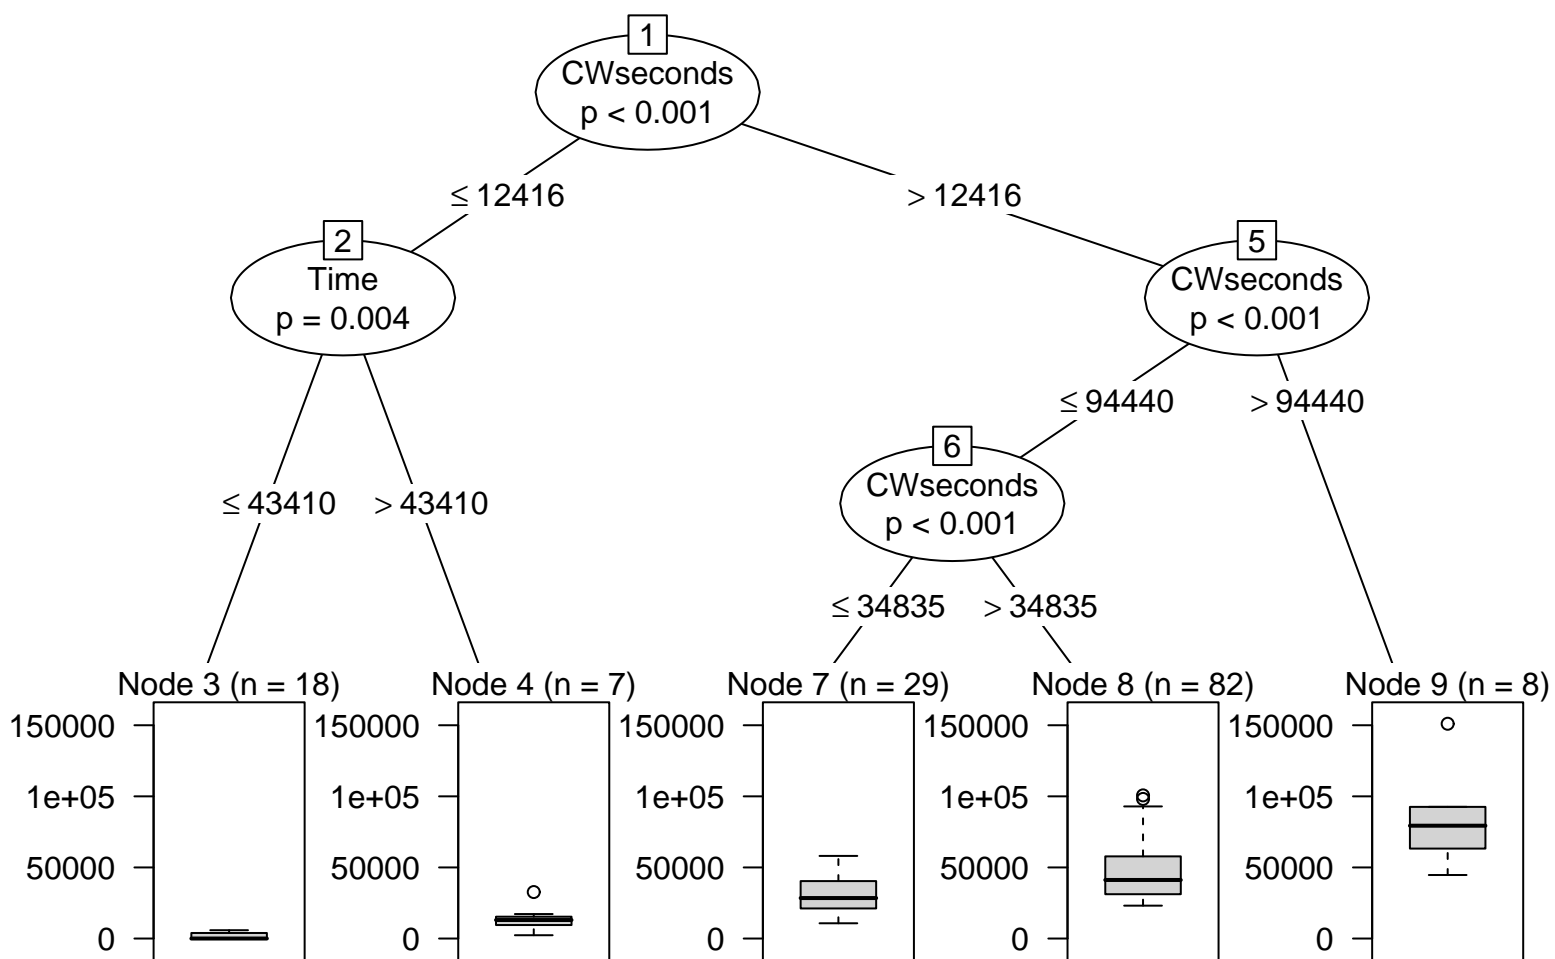 1
CWseconds
p < 0.001
≤ 12416
> 12416
2
Time
p = 0.004
5
CWseconds
p < 0.001
≤ 94440
> 94440
6
CWseconds
p < 0.001
≤ 43410
> 43410
≤ 34835
> 34835
Node 3 (n = 18)
Node 4 (n = 7)
Node 7 (n = 29)
Node 8 (n = 82)
Node 9 (n = 8)
150000
1e+05
50000
0
150000
1e+05
50000
0
150000
1e+05
50000
0
150000
1e+05
50000
0
150000
1e+05
50000
0